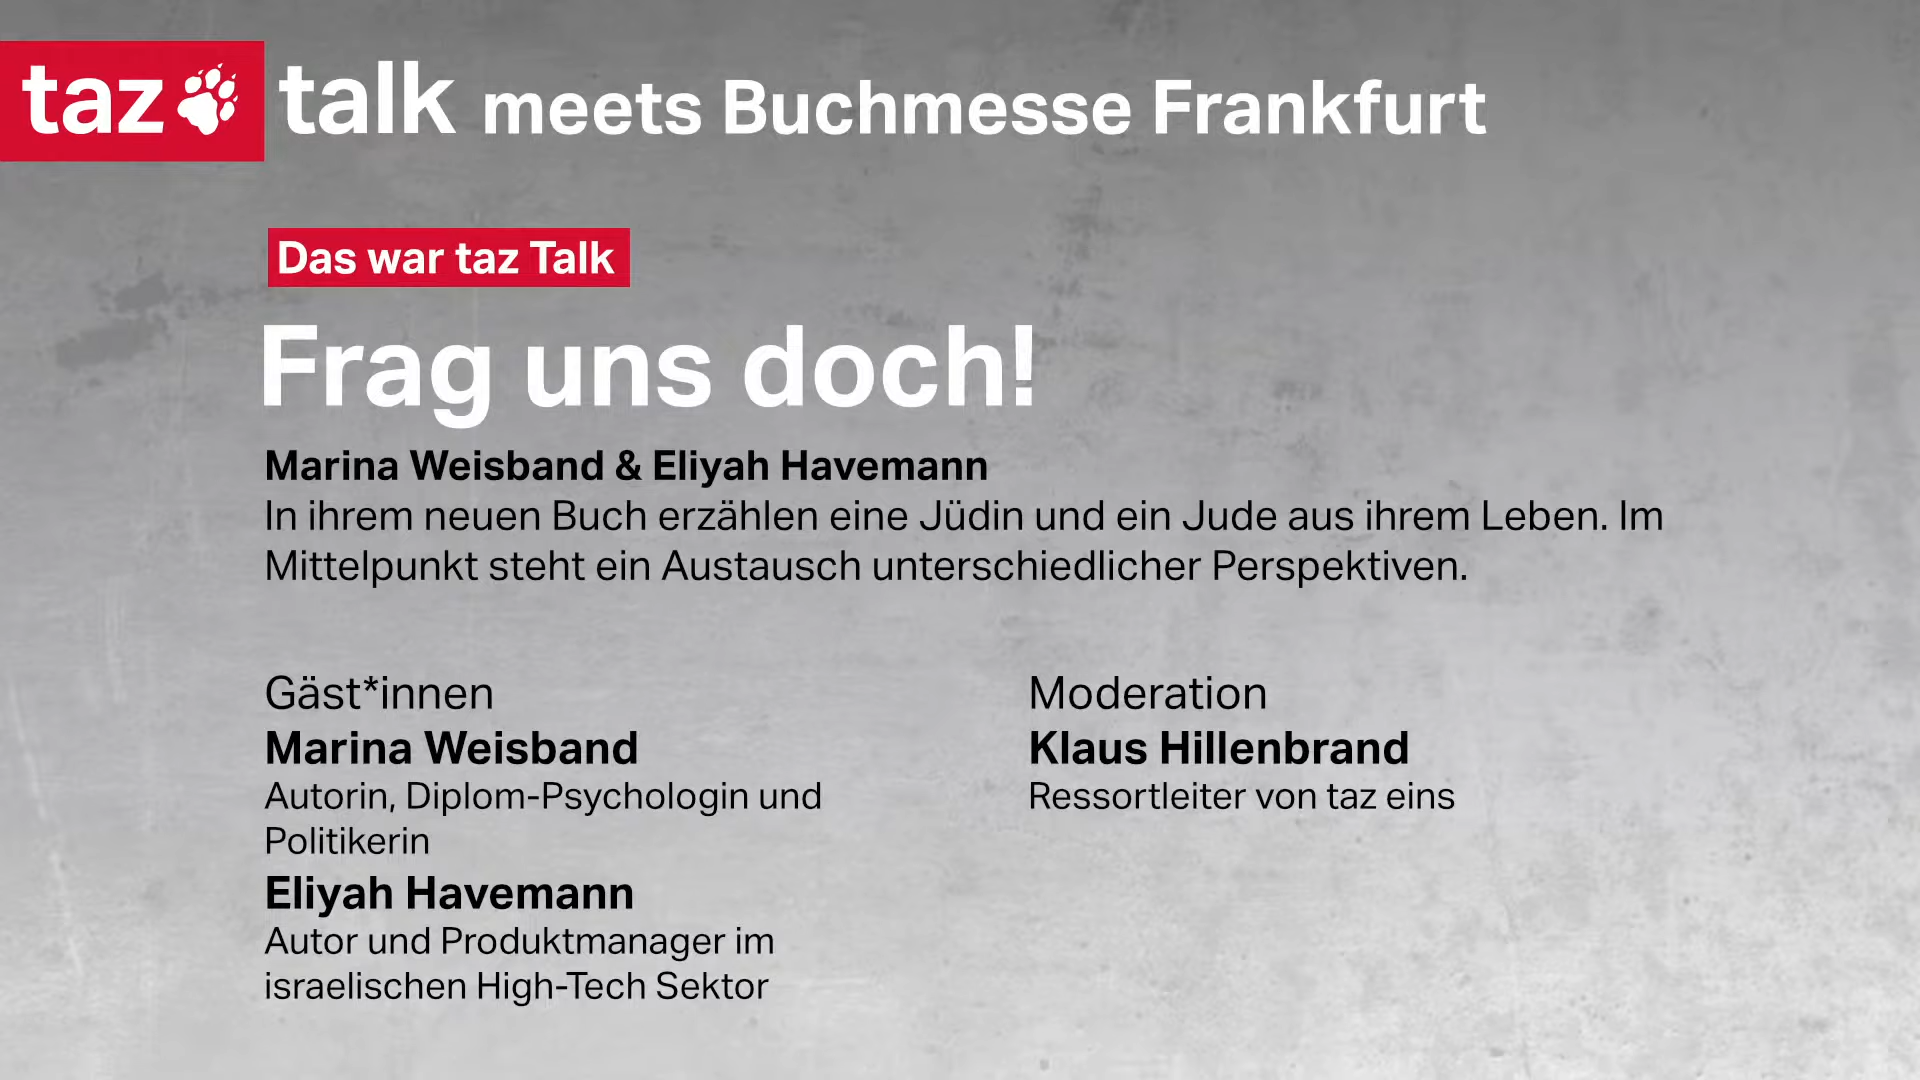 taz talk meets Buchmesse Frankfurt
Das war taz Talk
Frag uns doch!
Marina Weisband & Eliyah Havemann
In ihrem neuen Buch erzählen eine Jüdin und ein Jude aus ihrem Leben. Im
Mittelpunkt steht ein Austausch unterschiedlicher Perspektiven.
Gäst*innen
Marina Weisband
Autorin, Diplom-Psychologin und
Politikerin
Eliyah Havemann
Autor und Produktmanager im
israelischen High-Tech Sektor
Moderation
Klaus Hillenbrand
Ressortleiter von taz eins